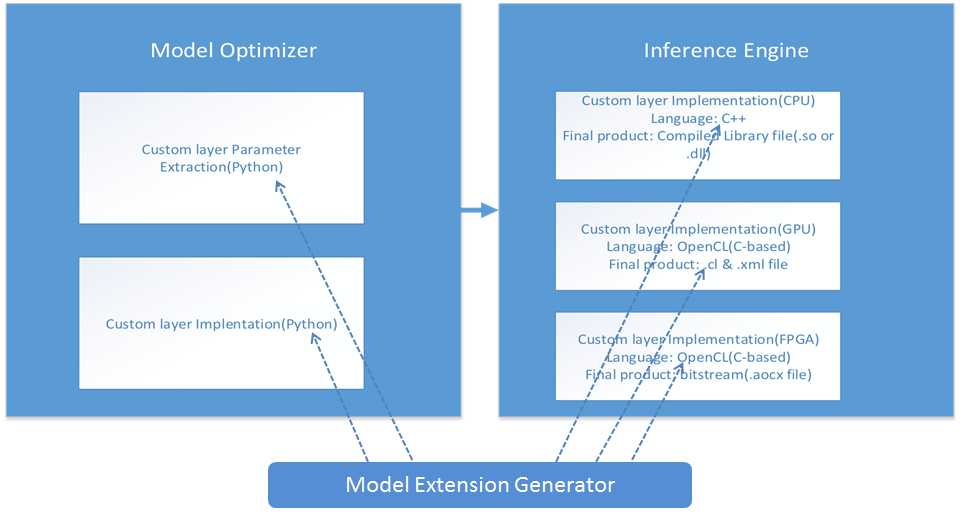 Model Optimizer
Custom layer Parameter
Extraction(Python)
Custom layer Implentation(Python)
Inference Engine
Custom layer Implementation(CPU)
Language: C++
Final product: Compiled Library file(.so or
.dll)
Custom layer Implementation(GPU)
Language: OpenCL(C-based)
Final product: .cl & .xml file
Custom layer Implementation(FPGA)
Language: OpenCL(C-based)
Final product: bitstream(.aocx file)
Model Extension Generator